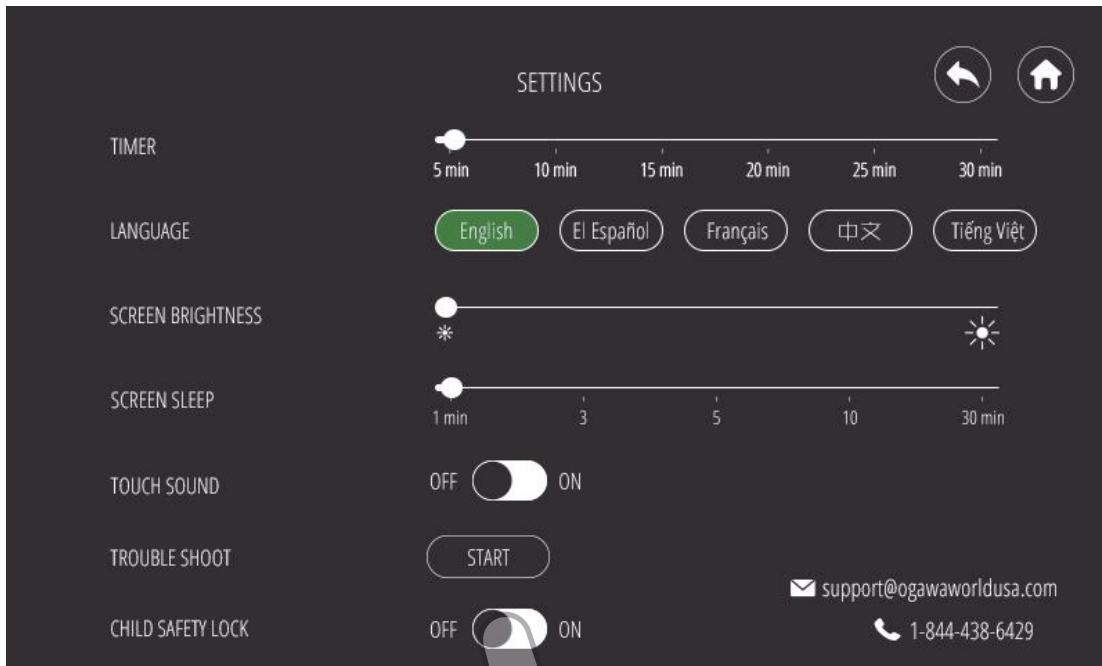 SETTINGS
TIMER
5 min 10 min 15 min 20 min 25 min 30 min
LANGUAGE English El Español Français 中文 Tiếng Việt
SCREEN BRIGHTNESS
SCREEN SLEEP
1 min 3 5 10 30 min
TOUCH SOUND OFF ON
TROUBLE SHOOT START
support@ogawaworldusa.com
CHILD SAFETY LOCK OFF ON 1-844-438-6429